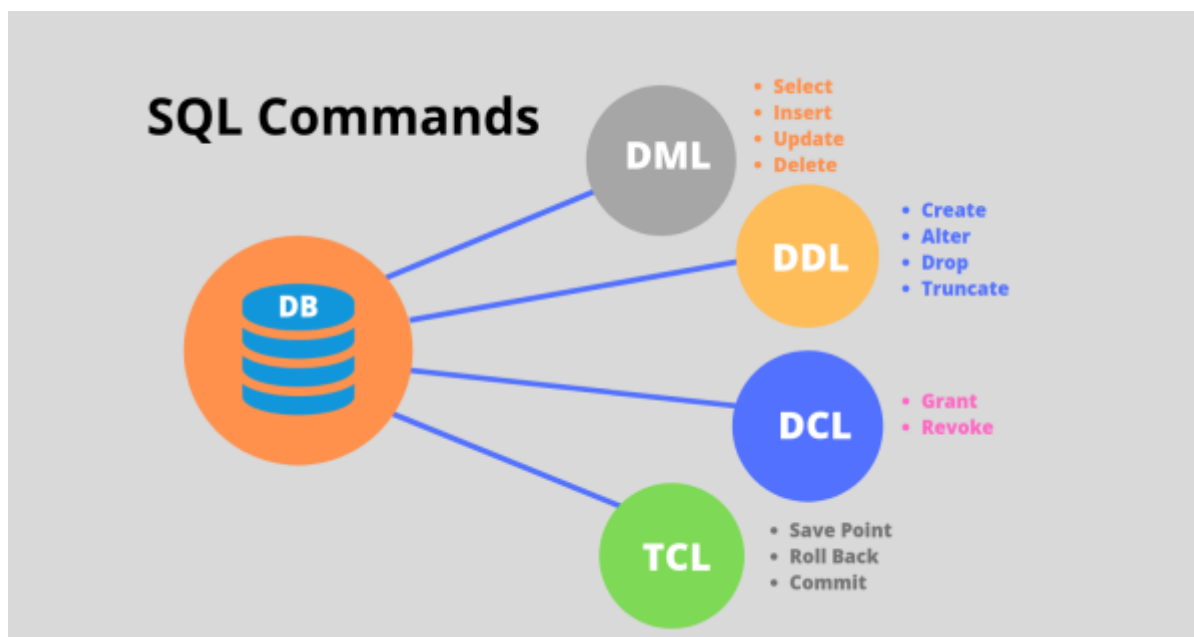 SQL Commands
DB
DML
• Select
• Insert
• Update
• Delete
DDL
• Create
• Alter
• Drop
• Truncate
DCL
• Grant
• Revoke
TCL
• Save Point
• Roll Back
• Commit